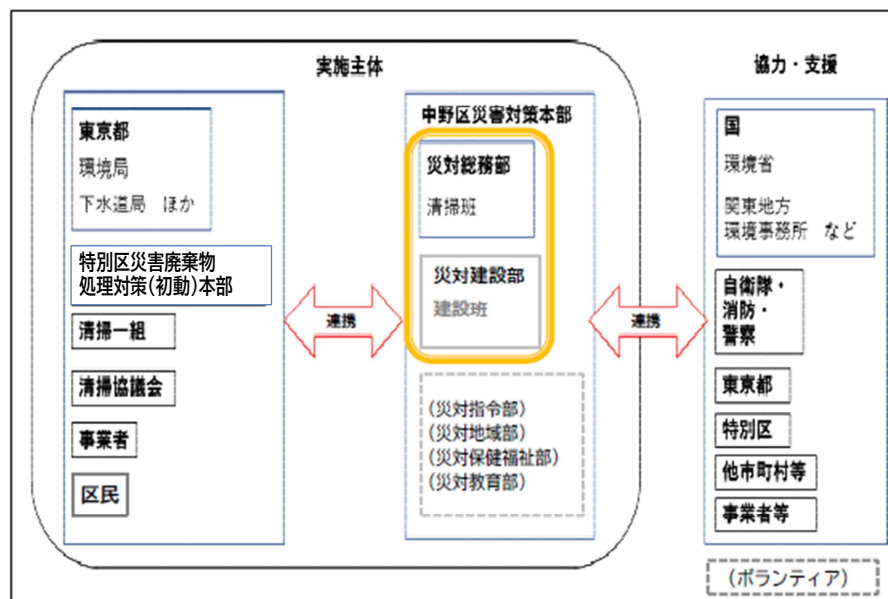 実施主体
東京都
環境局
下水道局 ほか
特別区災害廃棄物
処理対策(初動)本部
清掃一組
清掃協議会
事業者
区民
連携
中野区災害対策本部
災対総務部
清掃班
災対建設部
建設班
(災対指令部)
(災対地域部)
(災対保健福祉部)
(災対教育部)
連携
協力・支援
国
環境省
関東地方
環境事務所 など
自衛隊・
消防・
警察
東京都
特別区
他市町村等
事業者等
(ボランティア)